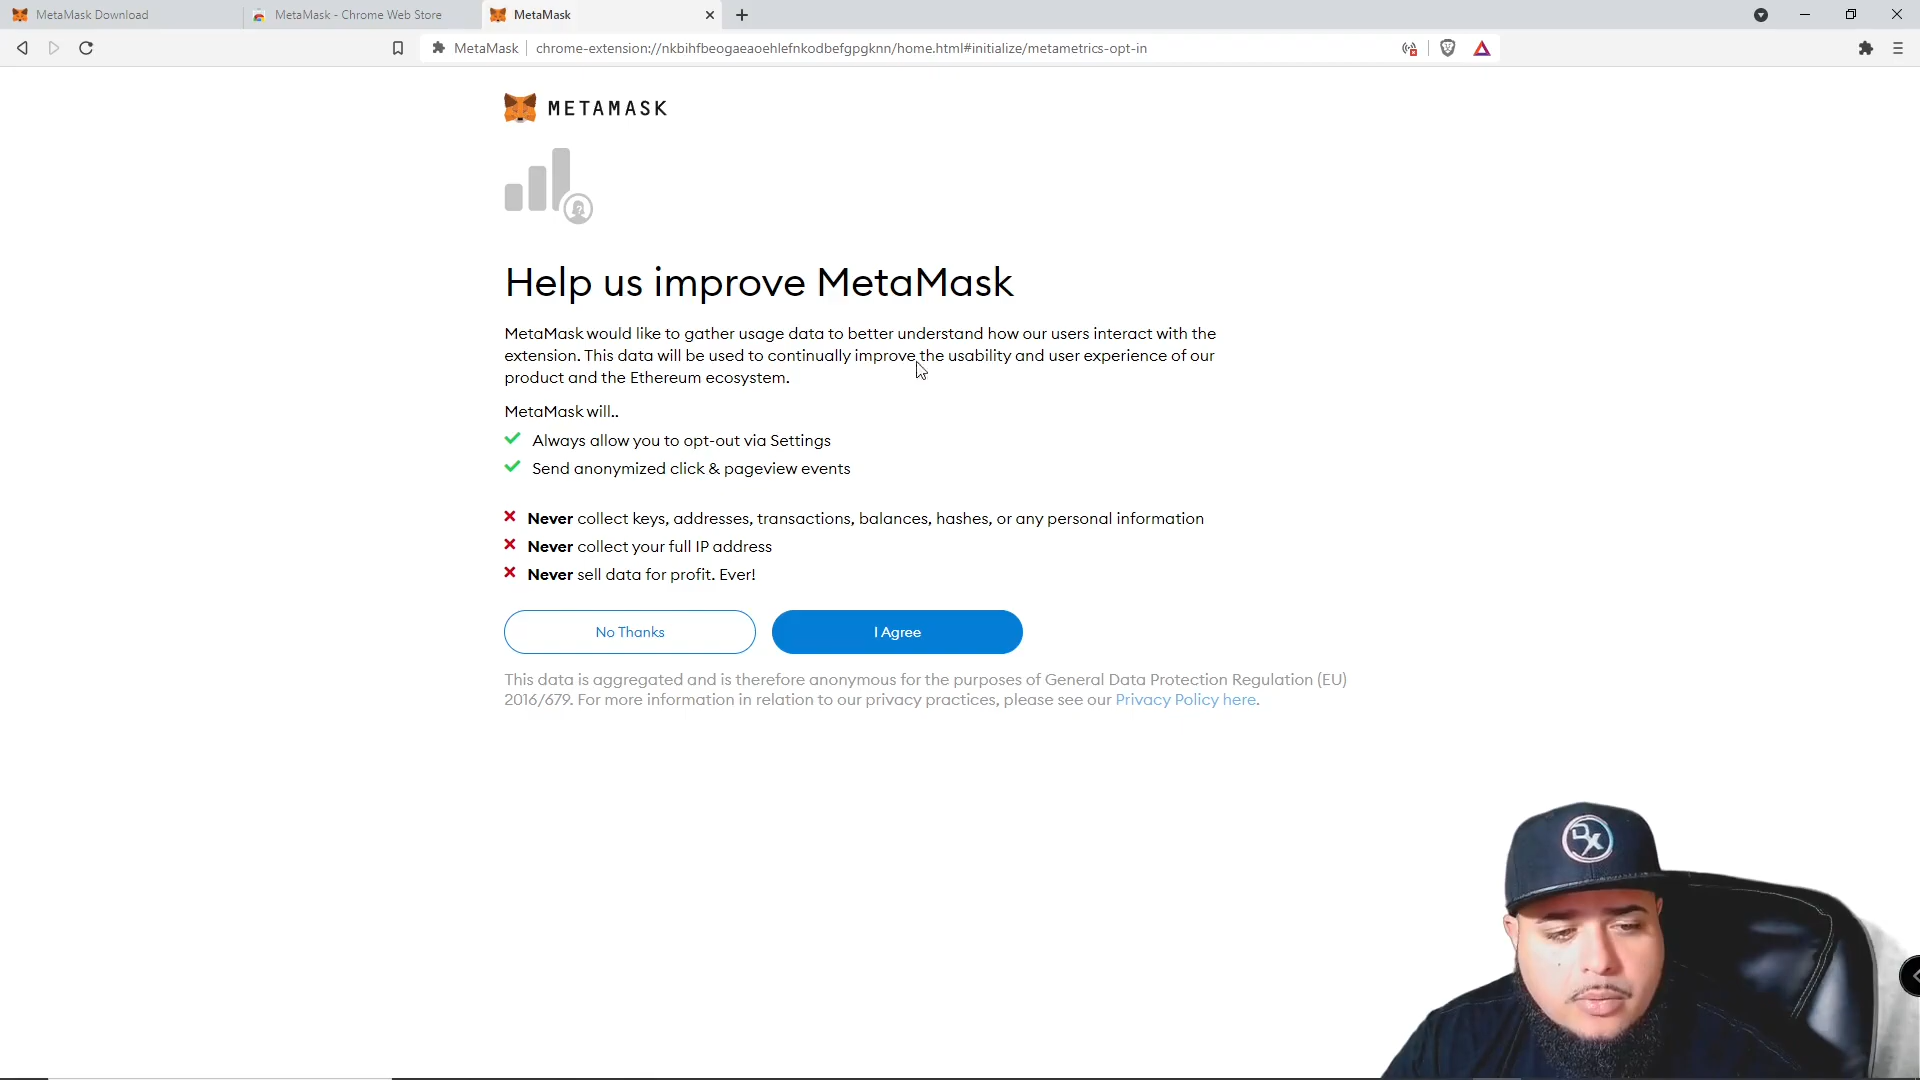 MetaMask Download
MetaMask - Chrome Web Store
MetaMask
MetaMask
chrome-extension://nkbihfbeogaeaoehlefnkodbefgpgknn/home.html#initialize/metametrics-opt-in
METAMASK
Help us improve MetaMask
MetaMask would like to gather usage data to better understand how our users interact with the
extension. This data will be used to continually improve the usability and user experience of our
product and the Ethereum ecosystem.
MetaMask will..
Always allow you to opt-out via Settings
Send anonymized click & pageview events
Never collect keys, addresses, transactions, balances, hashes, or any personal information
Never collect your full IP address
Never sell data for profit. Ever!
No Thanks
I Agree
This data is aggregated and is therefore anonymous for the purposes of General Data Protection Regulation (EU)
2016/679. For more information in relation to our privacy practices, please see our Privacy Policy here.
DX